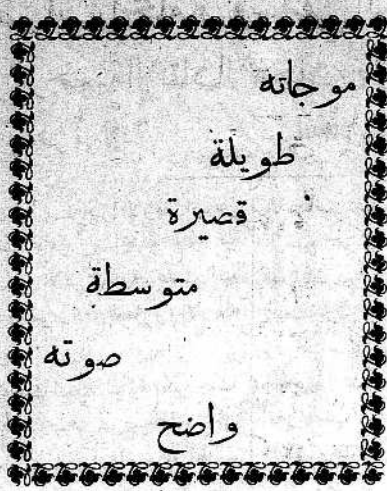 موجاته
طويلة
قصيرة
متوسطة
صوته
واضح